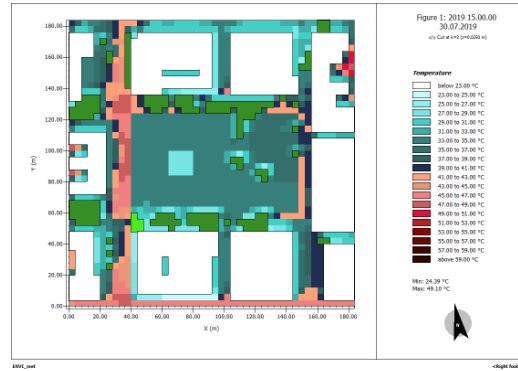 Figure 1: 2019 15.00.00
30.07.2019
x/y Cut at k=2 (z=0.6250 m)
Temperature
below 23.00 °C
23.00 to 25.00 °C
25.00 to 27.00 °C
27.00 to 29.00 °C
29.00 to 31.00 °C
31.00 to 33.00 °C
33.00 to 35.00 °C
35.00 to 37.00 °C
37.00 to 39.00 °C
39.00 to 41.00 °C
41.00 to 43.00 °C
43.00 to 45.00 °C
45.00 to 47.00 °C
47.00 to 49.00 °C
49.00 to 51.00 °C
51.00 to 53.00 °C
53.00 to 55.00 °C
55.00 to 57.00 °C
57.00 to 59.00 °C
above 59.00 °C
Min: 24.39 °C
Max: 49.10 °C
N
180.00
160.00
140.00
120.00
100.00
80.00
60.00
40.00
20.00
0.00
Y (m)
0.00 20.00 40.00 60.00 80.00 100.00 120.00 140.00 160.00 180.00
X (m)
<Right foot